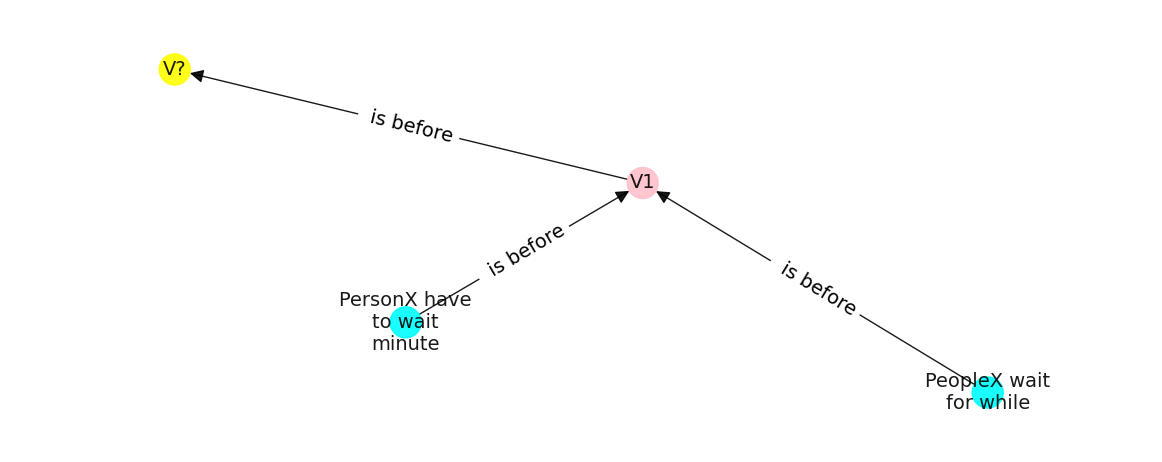 V?
is before
V1
is before
is before
PersonX have
to wait
minute
PeopleX wait
for while